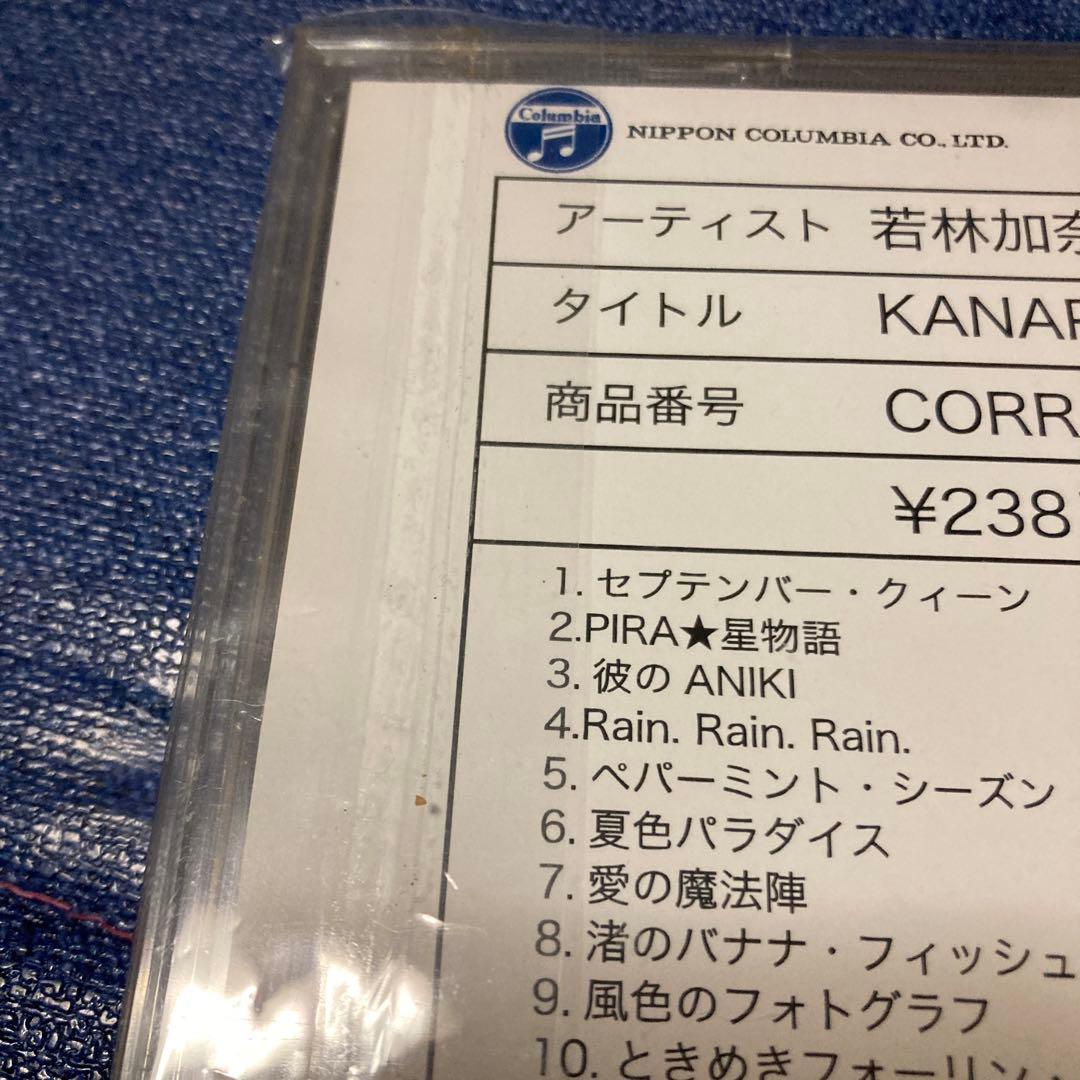 Columbia NIPPON COLUMBIA CO., LTD.
アーティスト 若林加奈
タイトル KANAR
商品番号 CORR
¥238
1. セプテンバー・クィーン
2.PIRA★星物語
3. 彼の ANIKI
4.Rain. Rain. Rain.
5. ペパーミント・シーズン
6. 夏色パラダイス
7. 愛の魔法陣
8. 渚のバナナ・フィッシュ
9. 風色のフォトグラフ
10. ときめきフォーリン・